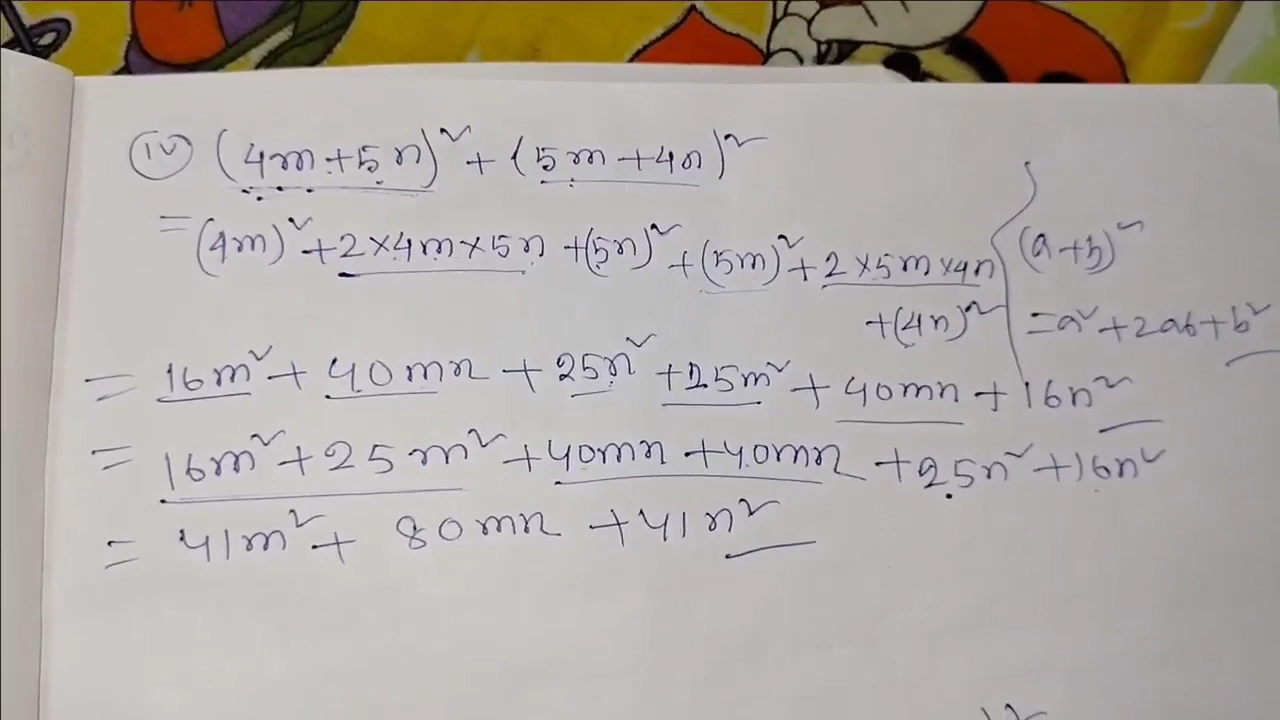 (iv) (4m+5n)² + (5m+4n)²
= (4m)² + 2×4m×5n + (5n)² + (5m)² + 2×5m×4n
+ (4n)²
(a+b)²
= a² + 2ab + b²
= 16m² + 40mn + 25n² + 25m² + 40mn + 16n²
= 16m² + 25m² + 40mn + 40mn + 25n² + 16n²
= 41m² + 80mn + 41n²